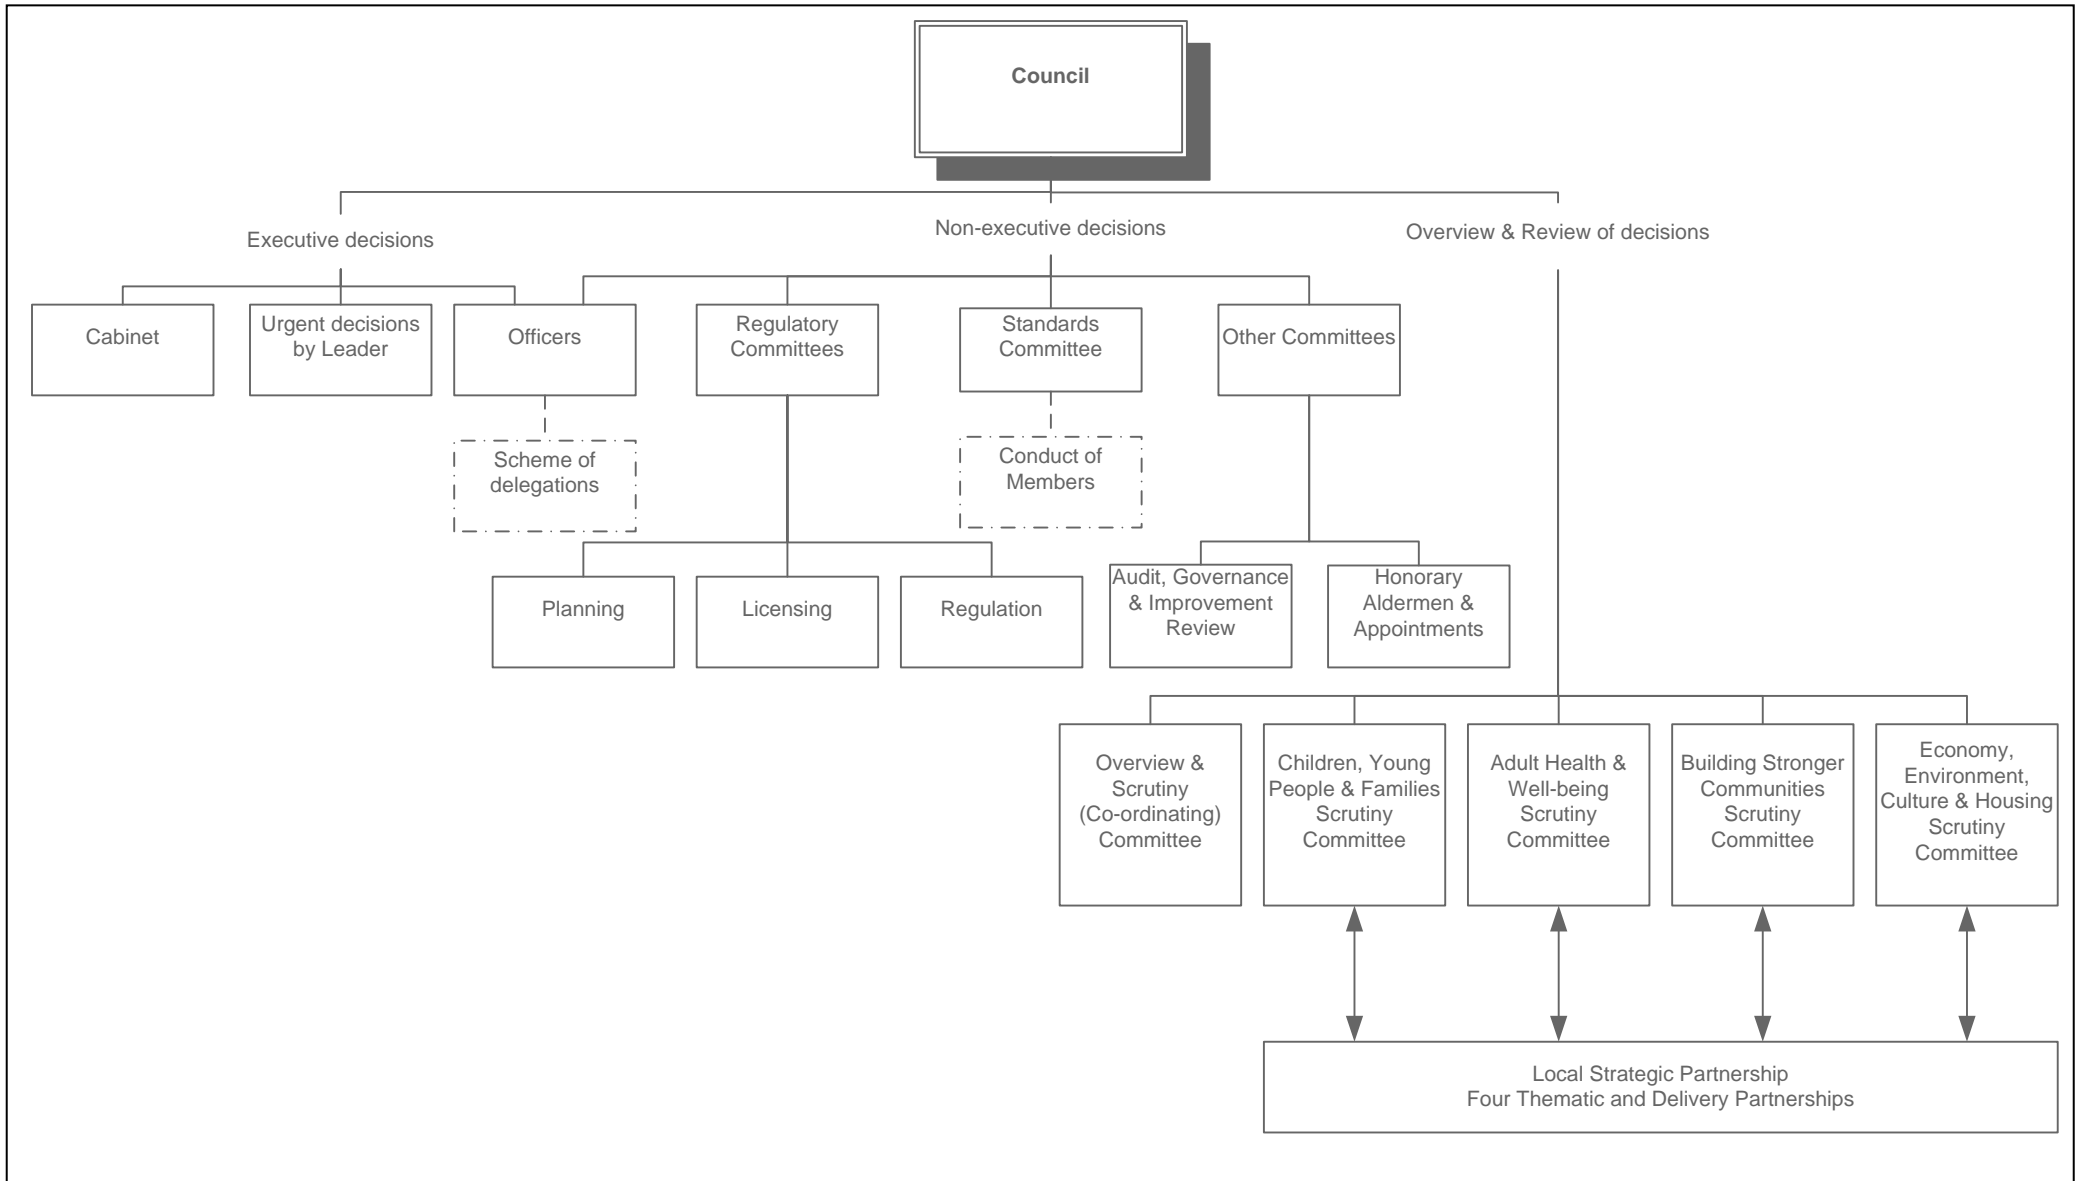 Council
Executive decisions
Non-executive decisions
Overview & Review of decisions
Cabinet
Urgent decisions
by Leader
Officers
Regulatory
Committees
Standards
Committee
Other Committees
Scheme of
delegations
Conduct of
Members
Planning
Licensing
Regulation
Audit, Governance
& Improvement
Review
Honorary
Aldermen &
Appointments
Overview &
Scrutiny
(Co-ordinating)
Committee
Children, Young
People & Families
Scrutiny
Committee
Adult Health &
Well-being
Scrutiny
Committee
Building Stronger
Communities
Scrutiny
Committee
Economy,
Environment,
Culture & Housing
Scrutiny
Committee
Local Strategic Partnership
Four Thematic and Delivery Partnerships